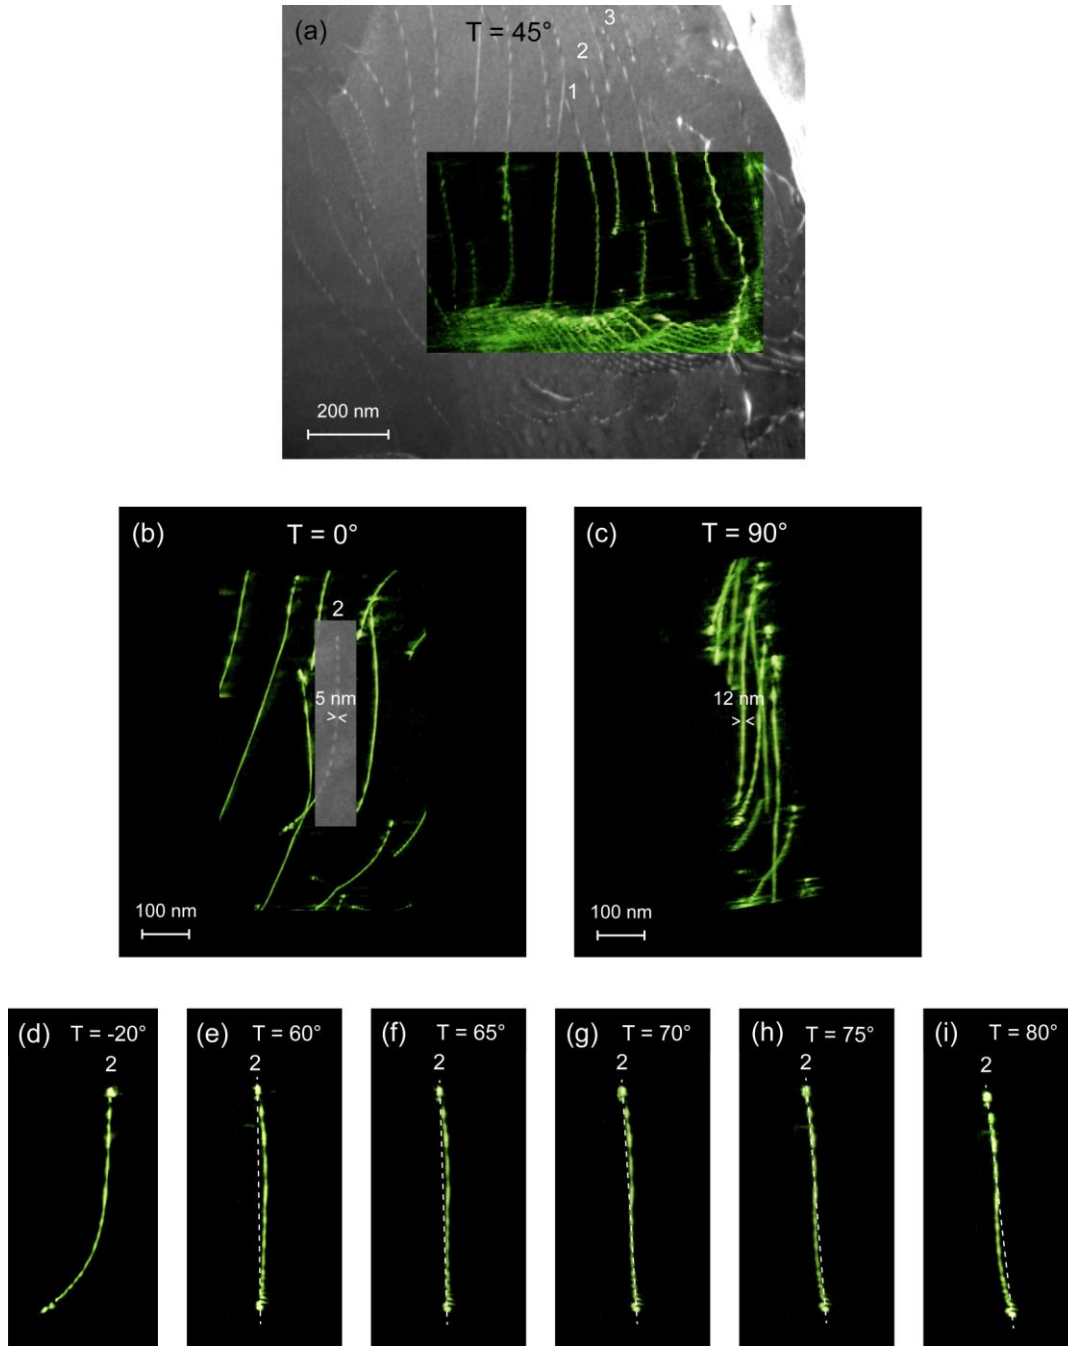 (a)
T = 45°
3
2
1
200 nm
(b)
T = 0°
2
5 nm
> <
100 nm
(c)
T = 90°
12 nm
> <
100 nm
(d) T = -20°
2
(e) T = 60°
2
(f) T = 65°
2
(g) T = 70°
2
(h) T = 75°
2
(i) T = 80°
2